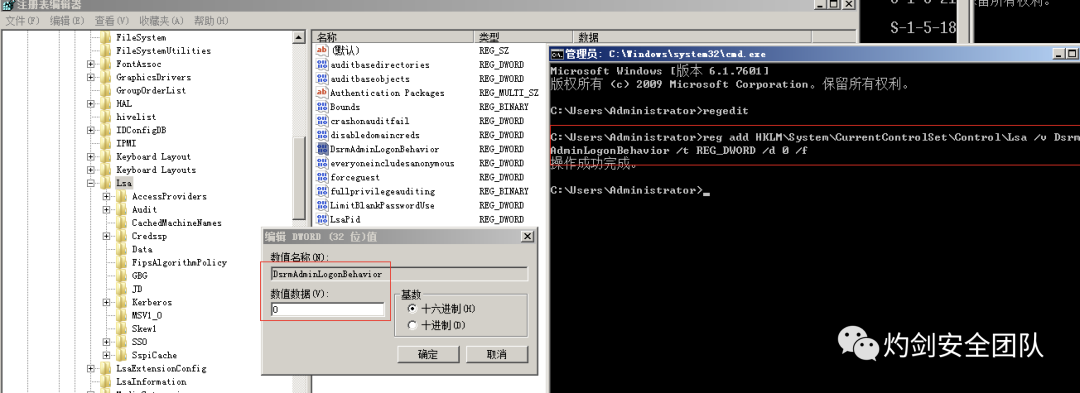 注册表编辑器
文件(F) 编辑(E) 查看(V) 收藏夹(A) 帮助(H)
FileSystem
FileSystemUtilities
FontAssoc
GraphicsDrivers
GroupOrderList
HAL
hivelist
IDConfigDB
IPMI
Keyboard Layout
Keyboard Layouts
Lsa
AccessProviders
Audit
CachedMachineNames
Credssp
Data
FipsAlgorithmPolicy
GBG
JD
Kerberos
MSV1_0
Skew1
SSO
SspiCache
LsaExtensionConfig
LsaInformation
名称 类型 数据
(默认) REG_SZ
auditbasedirectories REG_DWORD
auditbaseobjects REG_DWORD
Authentication Packages REG_MULTI_SZ
Bounds REG_BINARY
crashonauditfail REG_DWORD
disabledomaincreds REG_DWORD
DsrmAdminLogonBehavior REG_DWORD
everyoneincludesanonymous REG_DWORD
forceguest REG_DWORD
fullprivilegeauditing REG_BINARY
LimitBlankPasswordUse REG_DWORD
LsaPid REG_DWORD
编辑 DWORD (32 位)值
数值名称(N):
DsrmAdminLogonBehavior
数值数据(V):
0
基数
十六进制(H)
十进制(D)
确定 取消
S-1-5-18
保留所有权利。
管理员: C:\Windows\system32\cmd.exe
Microsoft Windows [版本 6.1.7601]
版权所有 (c) 2009 Microsoft Corporation。保留所有权利。
C:\Users\Administrator>regedit
C:\Users\Administrator>reg add HKLM\System\CurrentControlSet\Control\Lsa /v Dsrm
AdminLogonBehavior /t REG_DWORD /d 0 /f
操作成功完成。
C:\Users\Administrator>_
灼剑安全团队